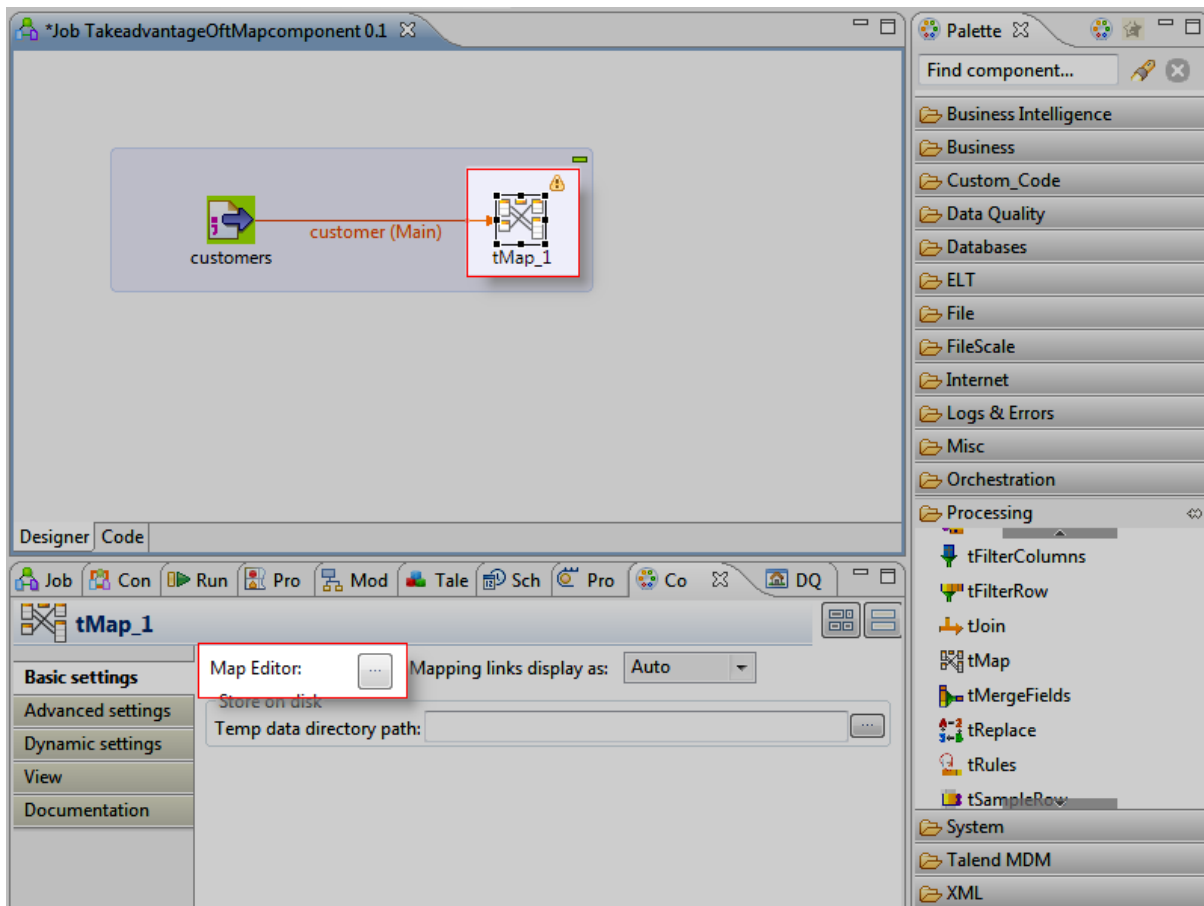 *Job TakeadvantageOftMapcomponent 0.1
customer (Main)
customers
tMap_1
Designer Code
Job Con Run Pro Mod Tale Sch Pro Co DQ
tMap_1
Basic settings
Advanced settings
Dynamic settings
View
Documentation
Map Editor: ... Mapping links display as: Auto
Store on disk
Temp data directory path: ...
Palette
Find component...
Business Intelligence
Business
Custom_Code
Data Quality
Databases
ELT
File
FileScale
Internet
Logs & Errors
Misc
Orchestration
Processing
tFilterColumns
tFilterRow
tJoin
tMap
tMergeFields
tReplace
tRules
tSampleRow
System
Talend MDM
XML